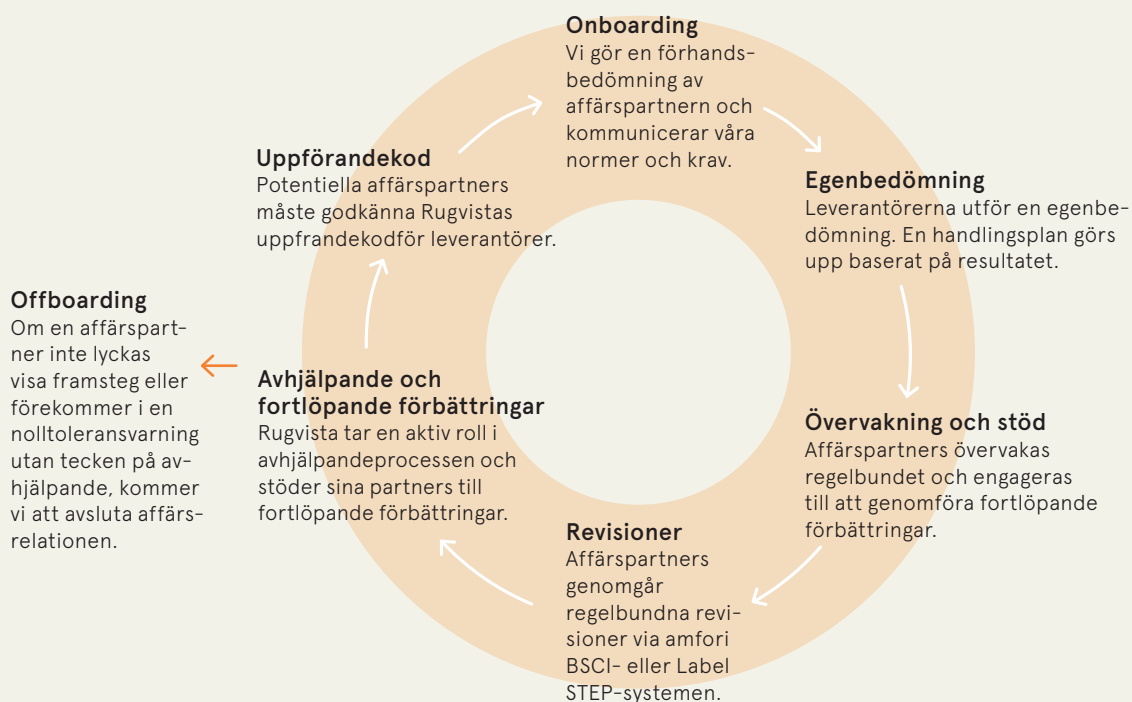 Onboarding
Vi gör en förhands-
bedömning av
affärspartnern och
kommunicerar våra
normer och krav.
Egenbedömning
Leverantörerna utför en egenbe-
dömning. En handlingsplan görs
upp baserat på resultatet.
Övervakning och stöd
Affärspartners övervakas
regelbundet och engageras
till att genomföra fortlöpande
förbättringar.
Revisioner
Affärspartners
genomgår
regelbundna revi-
sioner via amfori
BSCI- eller Label
STEP-systemen.
Avhjälpande och
fortlöpande förbättringar
Rugvista tar en aktiv roll i
avhjälpandeprocessen och
stöder sina partners till
fortlöpande förbättringar.
Uppförandekod
Potentiella affärspartners
måste godkänna Rugvistas
uppfrandekodför leverantörer.
Offboarding
Om en affärspart-
ner inte lyckas
visa framsteg eller
förekommer i en
nolltoleransvarning
utan tecken på av-
hjälpande, kommer
vi att avsluta affärs-
relationen.